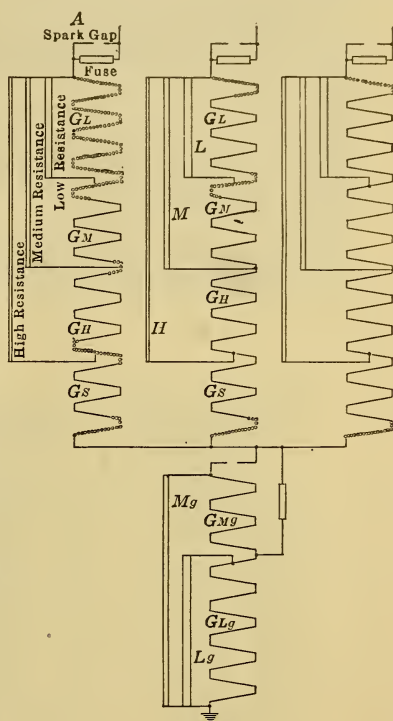 A
Spark Gap
Fuse
High Resistance
Medium Resistance
Low Resistance
GL
GM
GH
GS
GL
L
GM
M
GH
H
GS
Mg
GMg
GLg
Lg